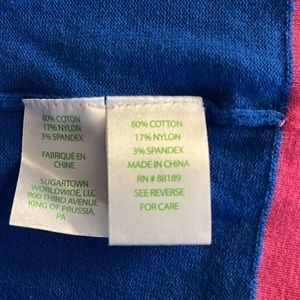 80% COTTON
17% NYLON
3% SPANDEX
FABRIQUÉ EN
CHINE
SUGARTOWN
WORLDWIDE, LLC
800 THIRD AVENUE
KING OF PRUSSIA,
PA
80% COTTON
17% NYLON
3% SPANDEX
MADE IN CHINA
RN # 88189
SEE REVERSE
FOR CARE